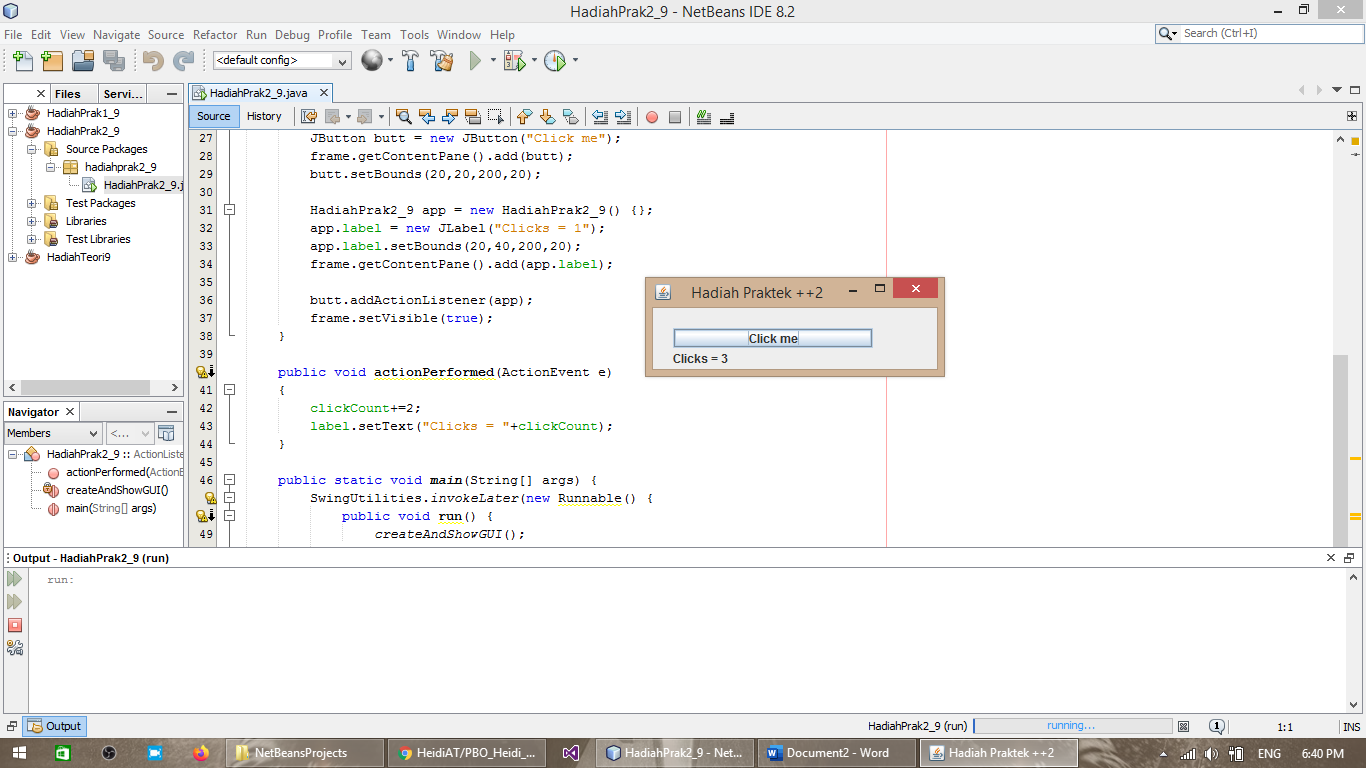 HadiahPrak2_9 - NetBeans IDE 8.2
File Edit View Navigate Source Refactor Run Debug Profile Team Tools Window Help
Search (Ctrl+I)
<default config>
Files Servi...
HadiahPrak2_9.java
HadiahPrak1_9
HadiahPrak2_9
Source Packages
hadiahprak2_9
HadiahPrak2_9.j
Test Packages
Libraries
Test Libraries
HadiahTeori9
Source History
27 JButton butt = new JButton("Click me");
28 frame.getContentPane().add(butt);
29 butt.setBounds(20,20,200,20);
30
31 HadiahPrak2_9 app = new HadiahPrak2_9() {};
32 app.label = new JLabel("Clicks = 1");
33 app.label.setBounds(20,40,200,20);
34 frame.getContentPane().add(app.label);
35
36 butt.addActionListener(app);
37 frame.setVisible(true);
38 }
39
public void actionPerformed(ActionEvent e)
41 {
42 clickCount+=2;
43 label.setText("Clicks = "+clickCount);
44 }
45
46 public static void main(String[] args) {
SwingUtilities.invokeLater(new Runnable() {
public void run() {
49 createAndShowGUI();
Hadiah Praktek ++2
Click me
Clicks = 3
Navigator
Members
<...
HadiahPrak2_9 :: ActionListe
actionPerformed(ActionE
createAndShowGUI()
main(String[] args)
Output - HadiahPrak2_9 (run)
run:
Output
HadiahPrak2_9 (run)
running...
1
1:1
INS
NetBeansProjects
HeidiAT/PBO_Heidi_...
HadiahPrak2_9 - Net...
Document2 - Word
Hadiah Praktek ++2
ENG
6:40 PM